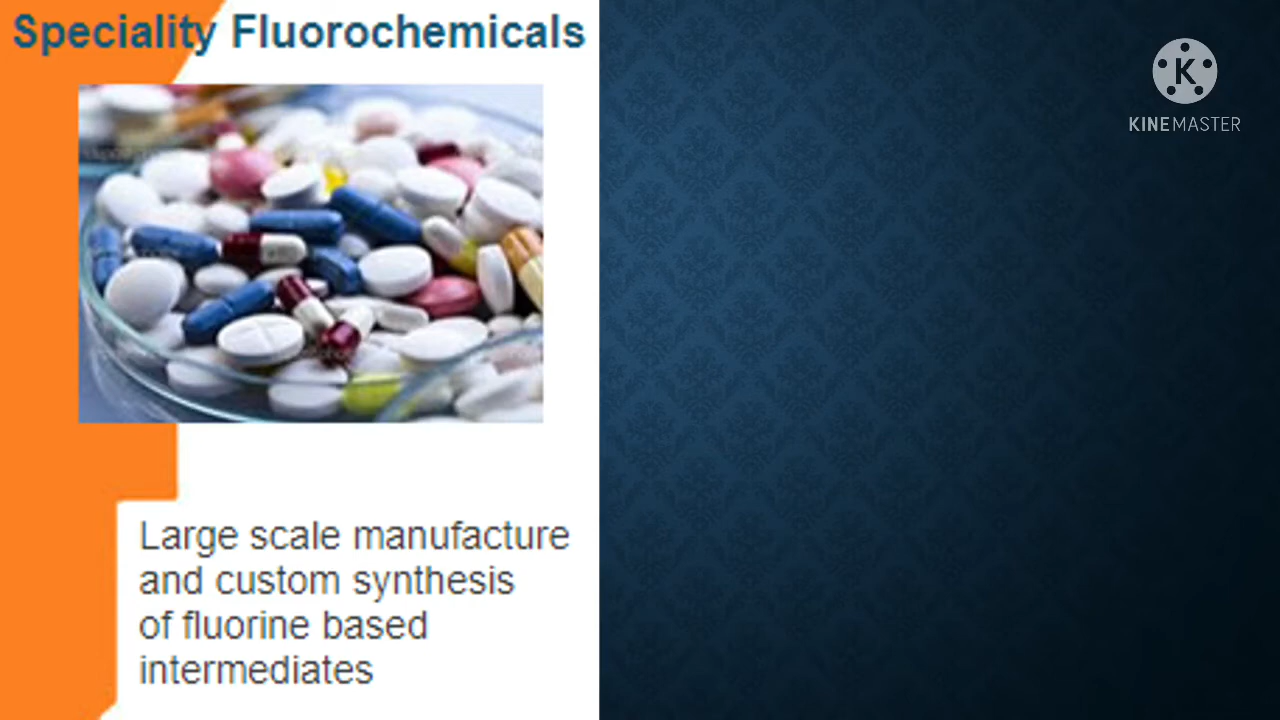 Speciality Fluorochemicals
K
KINEMASTER
Large scale manufacture
and custom synthesis
of fluorine based
intermediates